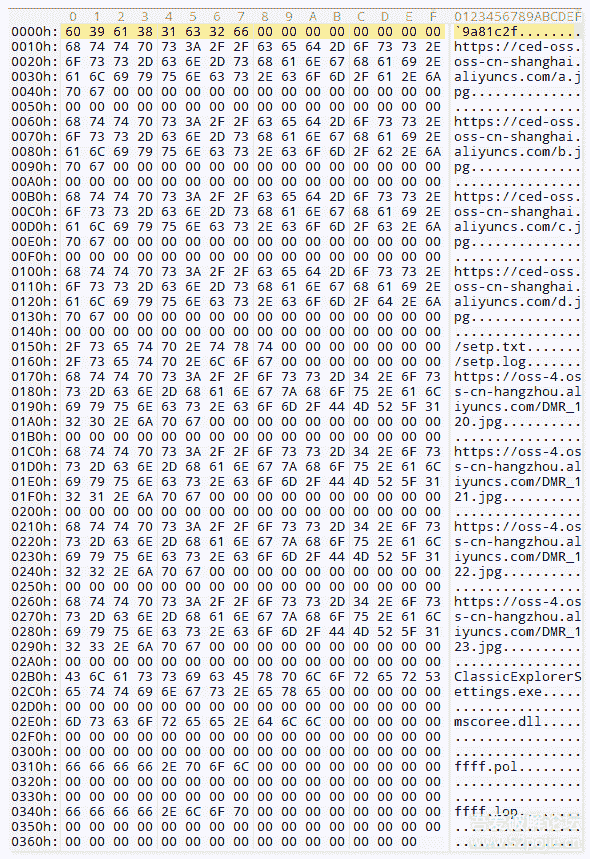 0 1 2 3 4 5 6 7 8 9 A B C D E F 0123456789ABCDEF
0000h: 60 39 61 38 31 63 32 66 00 00 00 00 00 00 00 00 `9a81c2f........
0010h: 68 74 74 70 73 3A 2F 2F 63 65 64 2D 6F 73 73 2E https://ced-oss.
0020h: 6F 73 73 2D 63 6E 2D 73 68 61 6E 67 68 61 69 2E oss-cn-shanghai.
0030h: 61 6C 69 79 75 6E 63 73 2E 63 6F 6D 2F 61 2E 6A aliyuncs.com/a.j
0040h: 70 67 00 00 00 00 00 00 00 00 00 00 00 00 00 00 pg..............
0050h: 00 00 00 00 00 00 00 00 00 00 00 00 00 00 00 00 ................
0060h: 68 74 74 70 73 3A 2F 2F 63 65 64 2D 6F 73 73 2E https://ced-oss.
0070h: 6F 73 73 2D 63 6E 2D 73 68 61 6E 67 68 61 69 2E oss-cn-shanghai.
0080h: 61 6C 69 79 75 6E 63 73 2E 63 6F 6D 2F 62 2E 6A aliyuncs.com/b.j
0090h: 70 67 00 00 00 00 00 00 00 00 00 00 00 00 00 00 pg..............
00A0h: 00 00 00 00 00 00 00 00 00 00 00 00 00 00 00 00 ................
00B0h: 68 74 74 70 73 3A 2F 2F 63 65 64 2D 6F 73 73 2E https://ced-oss.
00C0h: 6F 73 73 2D 63 6E 2D 73 68 61 6E 67 68 61 69 2E oss-cn-shanghai.
00D0h: 61 6C 69 79 75 6E 63 73 2E 63 6F 6D 2F 63 2E 6A aliyuncs.com/c.j
00E0h: 70 67 00 00 00 00 00 00 00 00 00 00 00 00 00 00 pg..............
00F0h: 00 00 00 00 00 00 00 00 00 00 00 00 00 00 00 00 ................
0100h: 68 74 74 70 73 3A 2F 2F 63 65 64 2D 6F 73 73 2E https://ced-oss.
0110h: 6F 73 73 2D 63 6E 2D 73 68 61 6E 67 68 61 69 2E oss-cn-shanghai.
0120h: 61 6C 69 79 75 6E 63 73 2E 63 6F 6D 2F 64 2E 6A aliyuncs.com/d.j
0130h: 70 67 00 00 00 00 00 00 00 00 00 00 00 00 00 00 pg..............
0140h: 00 00 00 00 00 00 00 00 00 00 00 00 00 00 00 00 ................
0150h: 2F 73 65 74 70 2E 74 78 74 00 00 00 00 00 00 00 /setp.txt.......
0160h: 2F 73 65 74 70 2E 6C 6F 67 00 00 00 00 00 00 00 /setp.log.......
0170h: 68 74 74 70 73 3A 2F 2F 6F 73 73 2D 34 2E 6F 73 https://oss-4.os
0180h: 73 2D 63 6E 2D 68 61 6E 67 7A 68 6F 75 2E 61 6C s-cn-hangzhou.al
0190h: 69 79 75 6E 63 73 2E 63 6F 6D 2F 44 4D 52 5F 31 iyuncs.com/DMR_1
01A0h: 32 30 2E 6A 70 67 00 00 00 00 00 00 00 00 00 00 20.jpg..........
01B0h: 00 00 00 00 00 00 00 00 00 00 00 00 00 00 00 00 ................
01C0h: 68 74 74 70 73 3A 2F 2F 6F 73 73 2D 34 2E 6F 73 https://oss-4.os
01D0h: 73 2D 63 6E 2D 68 61 6E 67 7A 68 6F 75 2E 61 6C s-cn-hangzhou.al
01E0h: 69 79 75 6E 63 73 2E 63 6F 6D 2F 44 4D 52 5F 31 iyuncs.com/DMR_1
01F0h: 32 31 2E 6A 70 67 00 00 00 00 00 00 00 00 00 00 21.jpg..........
0200h: 00 00 00 00 00 00 00 00 00 00 00 00 00 00 00 00 ................
0210h: 68 74 74 70 73 3A 2F 2F 6F 73 73 2D 34 2E 6F 73 https://oss-4.os
0220h: 73 2D 63 6E 2D 68 61 6E 67 7A 68 6F 75 2E 61 6C s-cn-hangzhou.al
0230h: 69 79 75 6E 63 73 2E 63 6F 6D 2F 44 4D 52 5F 31 iyuncs.com/DMR_1
0240h: 32 32 2E 6A 70 67 00 00 00 00 00 00 00 00 00 00 22.jpg..........
0250h: 00 00 00 00 00 00 00 00 00 00 00 00 00 00 00 00 ................
0260h: 68 74 74 70 73 3A 2F 2F 6F 73 73 2D 34 2E 6F 73 https://oss-4.os
0270h: 73 2D 63 6E 2D 68 61 6E 67 7A 68 6F 75 2E 61 6C s-cn-hangzhou.al
0280h: 69 79 75 6E 63 73 2E 63 6F 6D 2F 44 4D 52 5F 31 iyuncs.com/DMR_1
0290h: 32 33 2E 6A 70 67 00 00 00 00 00 00 00 00 00 00 23.jpg..........
02A0h: 00 00 00 00 00 00 00 00 00 00 00 00 00 00 00 00 ................
02B0h: 43 6C 61 73 73 69 63 45 78 70 6C 6F 72 65 72 53 ClassicExplorerS
02C0h: 65 74 74 69 6E 67 73 2E 65 78 65 00 00 00 00 00 ettings.exe.....
02D0h: 00 00 00 00 00 00 00 00 00 00 00 00 00 00 00 00 ................
02E0h: 6D 73 63 6F 72 65 65 2E 64 6C 6C 00 00 00 00 00 mscoree.dll.....
02F0h: 00 00 00 00 00 00 00 00 00 00 00 00 00 00 00 00 ................
0300h: 00 00 00 00 00 00 00 00 00 00 00 00 00 00 00 00 ................
0310h: 66 66 66 66 2E 70 6F 6C 00 00 00 00 00 00 00 00 ffff.pol........
0320h: 00 00 00 00 00 00 00 00 00 00 00 00 00 00 00 00 ................
0330h: 00 00 00 00 00 00 00 00 00 00 00 00 00 00 00 00 ................
0340h: 66 66 66 66 2E 6C 6F 70 00 00 00 00 00 00 00 00 ffff.lop........
0350h: 00 00 00 00 00 00 00 00 00 00 00 00 00 00 00 00 ................
0360h: 00 00 00 00 00 00 00 00 00 00 00 00 00 00 00 ...............